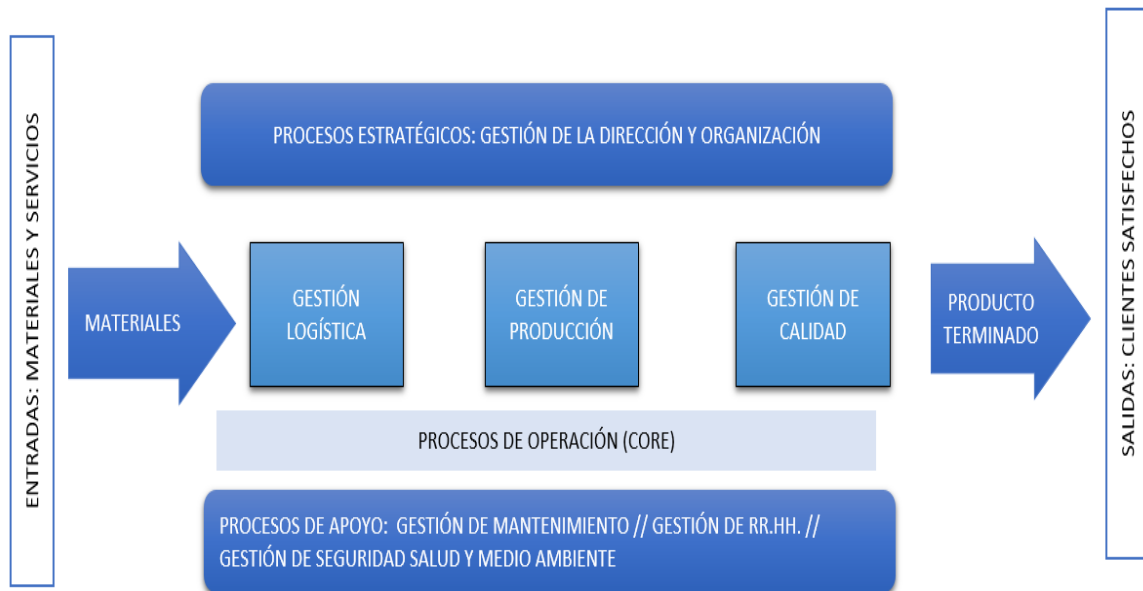 ENTRADAS: MATERIALES Y SERVICIOS
PROCESOS ESTRATÉGICOS: GESTIÓN DE LA DIRECCIÓN Y ORGANIZACIÓN
MATERIALES
GESTIÓN
LOGÍSTICA
GESTIÓN DE
PRODUCCIÓN
GESTIÓN DE
CALIDAD
PRODUCTO
TERMINADO
PROCESOS DE OPERACIÓN (CORE)
PROCESOS DE APOYO: GESTIÓN DE MANTENIMIENTO // GESTIÓN DE RR.HH. //
GESTIÓN DE SEGURIDAD SALUD Y MEDIO AMBIENTE
SALIDAS: CLIENTES SATISFECHOS